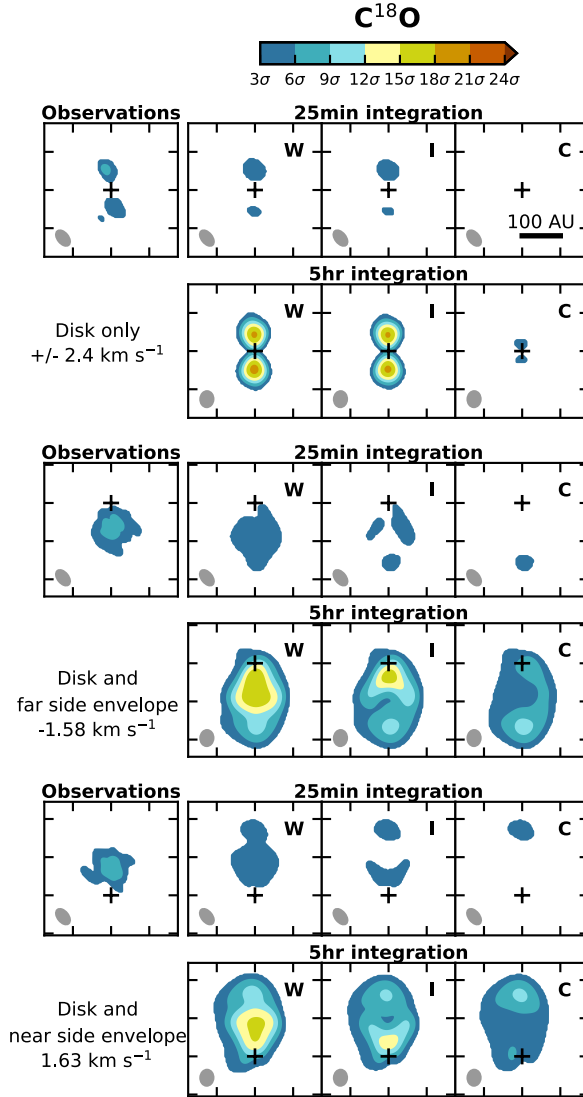 C¹⁸O
3σ 6σ 9σ 12σ 15σ 18σ 21σ 24σ
Observations 25min integration
W I C
100 AU
5hr integration
Disk only
+/- 2.4 km s⁻¹
W I C
Observations 25min integration
W I C
5hr integration
Disk and
far side envelope
-1.58 km s⁻¹
W I C
Observations 25min integration
W I C
5hr integration
Disk and
near side envelope
1.63 km s⁻¹
W I C